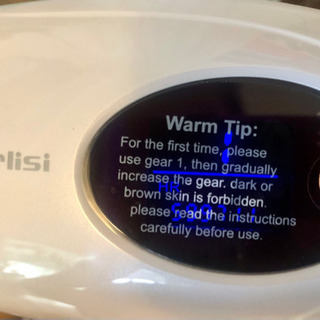 rlisi
Warm Tip:
For the first time, please
use gear 1, then gradually
increase the gear. dark or
brown skin is forbidden.
please read the instructions
carefully before use.